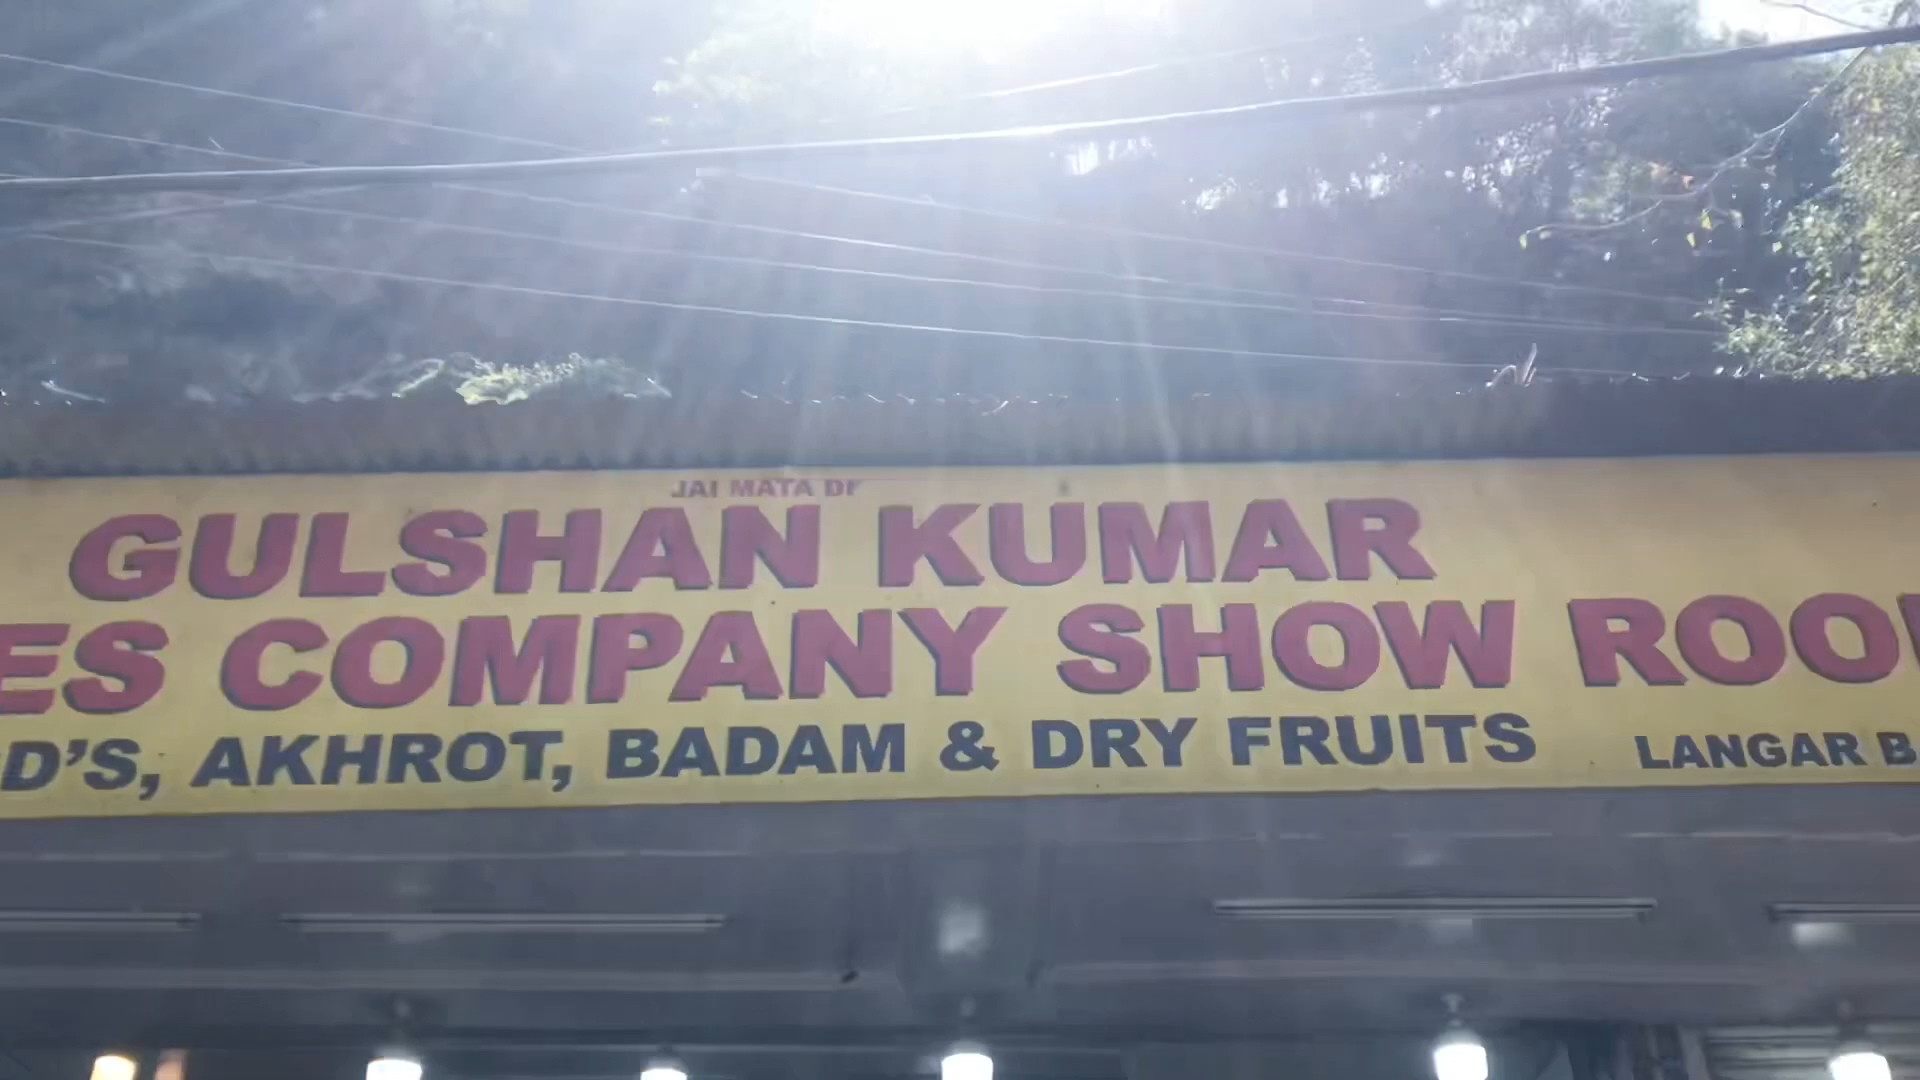 JAI MATA DI
GULSHAN KUMAR
ES COMPANY SHOW ROO
D'S, AKHROT, BADAM & DRY FRUITS
LANGAR B